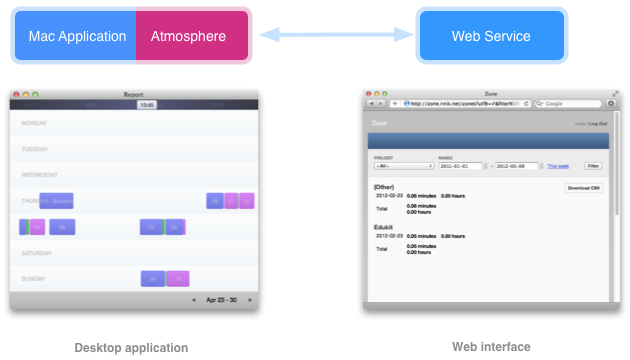 Mac Application Atmosphere
Web Service
Report
13:45
MONDAY
TUESDAY
WEDNESDAY
THURSDAY
SATURDAY
SUNDAY
Apr 23 - 30
Zone
http://zone.rinik.net/zones?utf8=✓&filter
Google
Zone
Log Out
PROJECT
RANGE
- All -
2011-01-01
-
2012-05-09
This week
Filter
(Other)
Download CSV
2012-02-23 0.06 minutes 0.00 hours
Total 0.06 minutes
0.00 hours
Edukit
2012-02-23 0.05 minutes 0.00 hours
Total 0.05 minutes
0.00 hours
Desktop application
Web interface